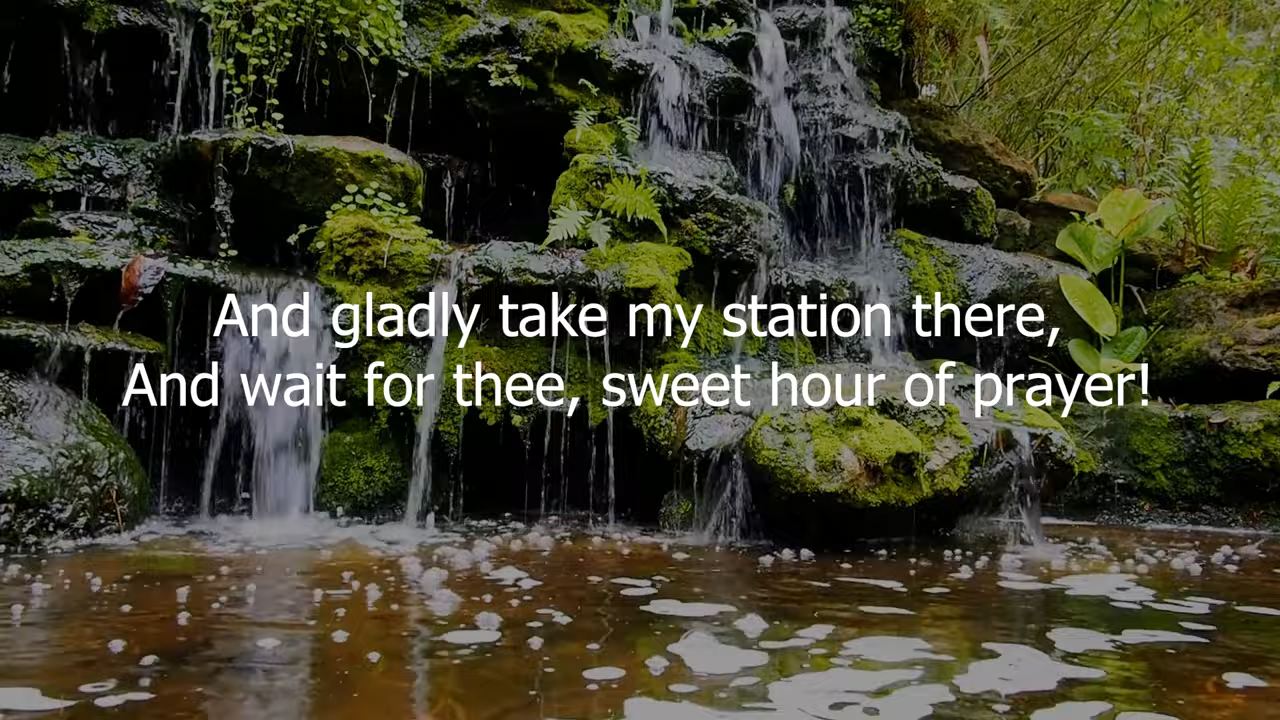 And gladly take my station there,
And wait for thee, sweet hour of prayer!